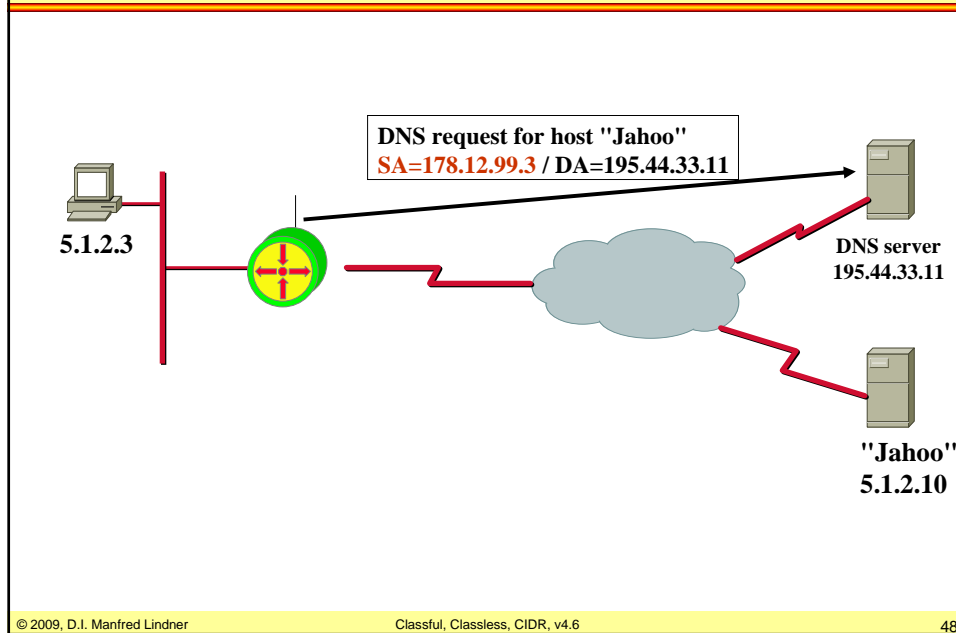 DNS request for host "Jahoo"
SA=178.12.99.3 / DA=195.44.33.11
5.1.2.3
DNS server
195.44.33.11
"Jahoo"
5.1.2.10
© 2009, D.I. Manfred Lindner
Classful, Classless, CIDR, v4.6
48